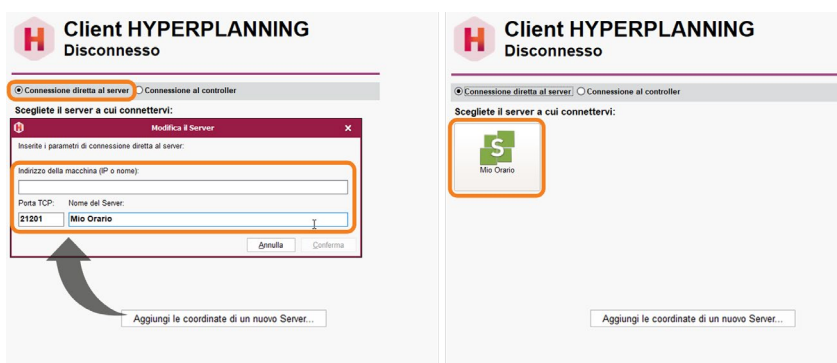 Client HYPERPLANNING
Disconnesso
Connessione diretta al server Connessione al controller
Scegliete il server a cui connettervi:
Modifica il Server
Inserite i parametri di connessione diretta al server:
Indirizzo della macchina (IP o nome):
Porta TCP: Nome del Server:
21201 Mio Orario
Annulla Conferma
Aggiungi le coordinate di un nuovo Server...
Client HYPERPLANNING
Disconnesso
Connessione diretta al server Connessione al controller
Scegliete il server a cui connettervi:
S
Mio Orario
Aggiungi le coordinate di un nuovo Server...